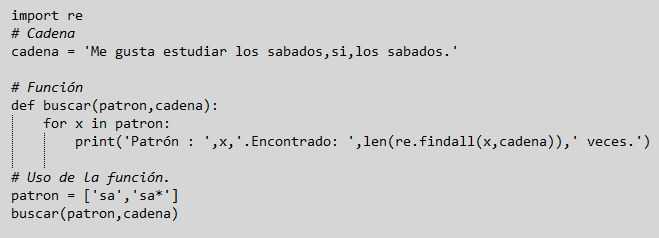 import re
# Cadena
cadena = 'Me gusta estudiar los sabados,si,los sabados.'
# Función
def buscar(patron,cadena):
for x in patron:
print('Patrón : ',x,'.Encontrado: ',len(re.findall(x,cadena)),' veces.')
# Uso de la función.
patron = ['sa','sa*']
buscar(patron,cadena)